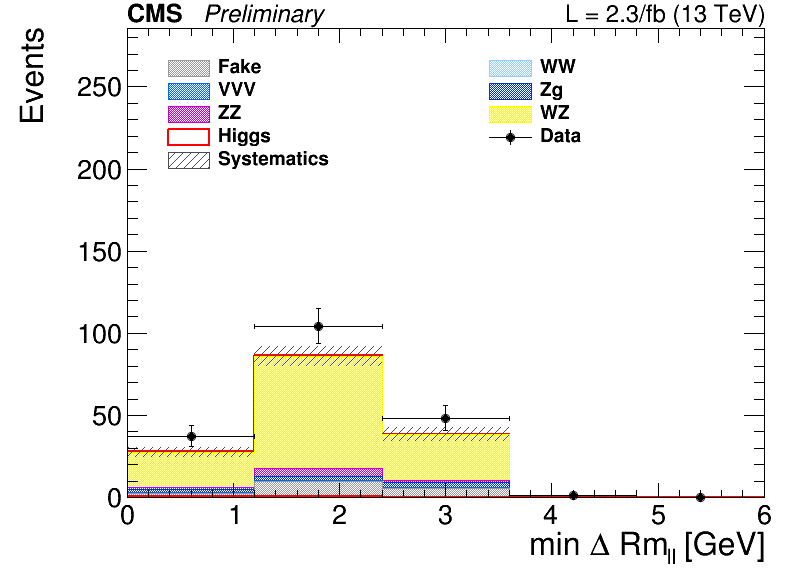 CMS Preliminary L = 2.3/fb (13 TeV)
Events
Fake WW
VVV Zg
ZZ WZ
Higgs Data
Systematics
250
200
150
100
50
0
0 1 2 3 4 5 6
min Δ Rm_ll [GeV]